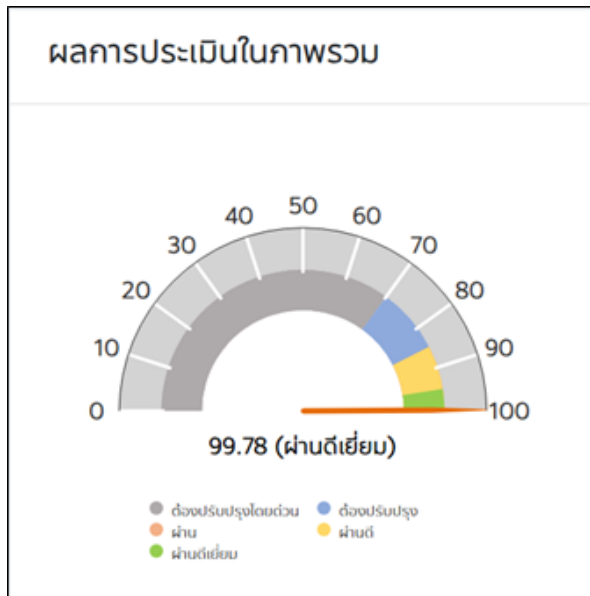 ผลการประเมินในภาพรวม
50
40 60
30 70
20 80
10 90
0 100
99.78 (ผ่านดีเยี่ยม)
ต้องปรับปรุงโดยด่วน ต้องปรับปรุง
ผ่าน ผ่านดี
ผ่านดีเยี่ยม